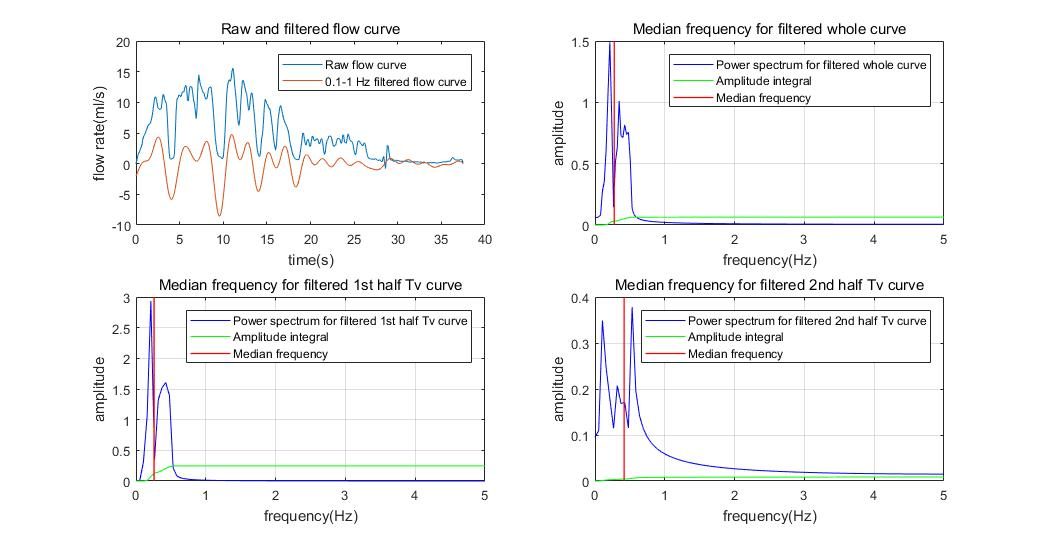 Raw and filtered flow curve
20
15
10
5
0
-5
-10
flow rate(ml/s)
Raw flow curve
0.1-1 Hz filtered flow curve
0 5 10 15 20 25 30 35 40
time(s)
Median frequency for filtered whole curve
1.5
1
0.5
0
amplitude
Power spectrum for filtered whole curve
Amplitude integral
Median frequency
0 1 2 3 4 5
frequency(Hz)
Median frequency for filtered 1st half Tv curve
3
2.5
2
1.5
1
0.5
0
amplitude
Power spectrum for filtered 1st half Tv curve
Amplitude integral
Median frequency
0 1 2 3 4 5
frequency(Hz)
Median frequency for filtered 2nd half Tv curve
0.4
0.3
0.2
0.1
0
amplitude
Power spectrum for filtered 2nd half Tv curve
Amplitude integral
Median frequency
0 1 2 3 4 5
frequency(Hz)